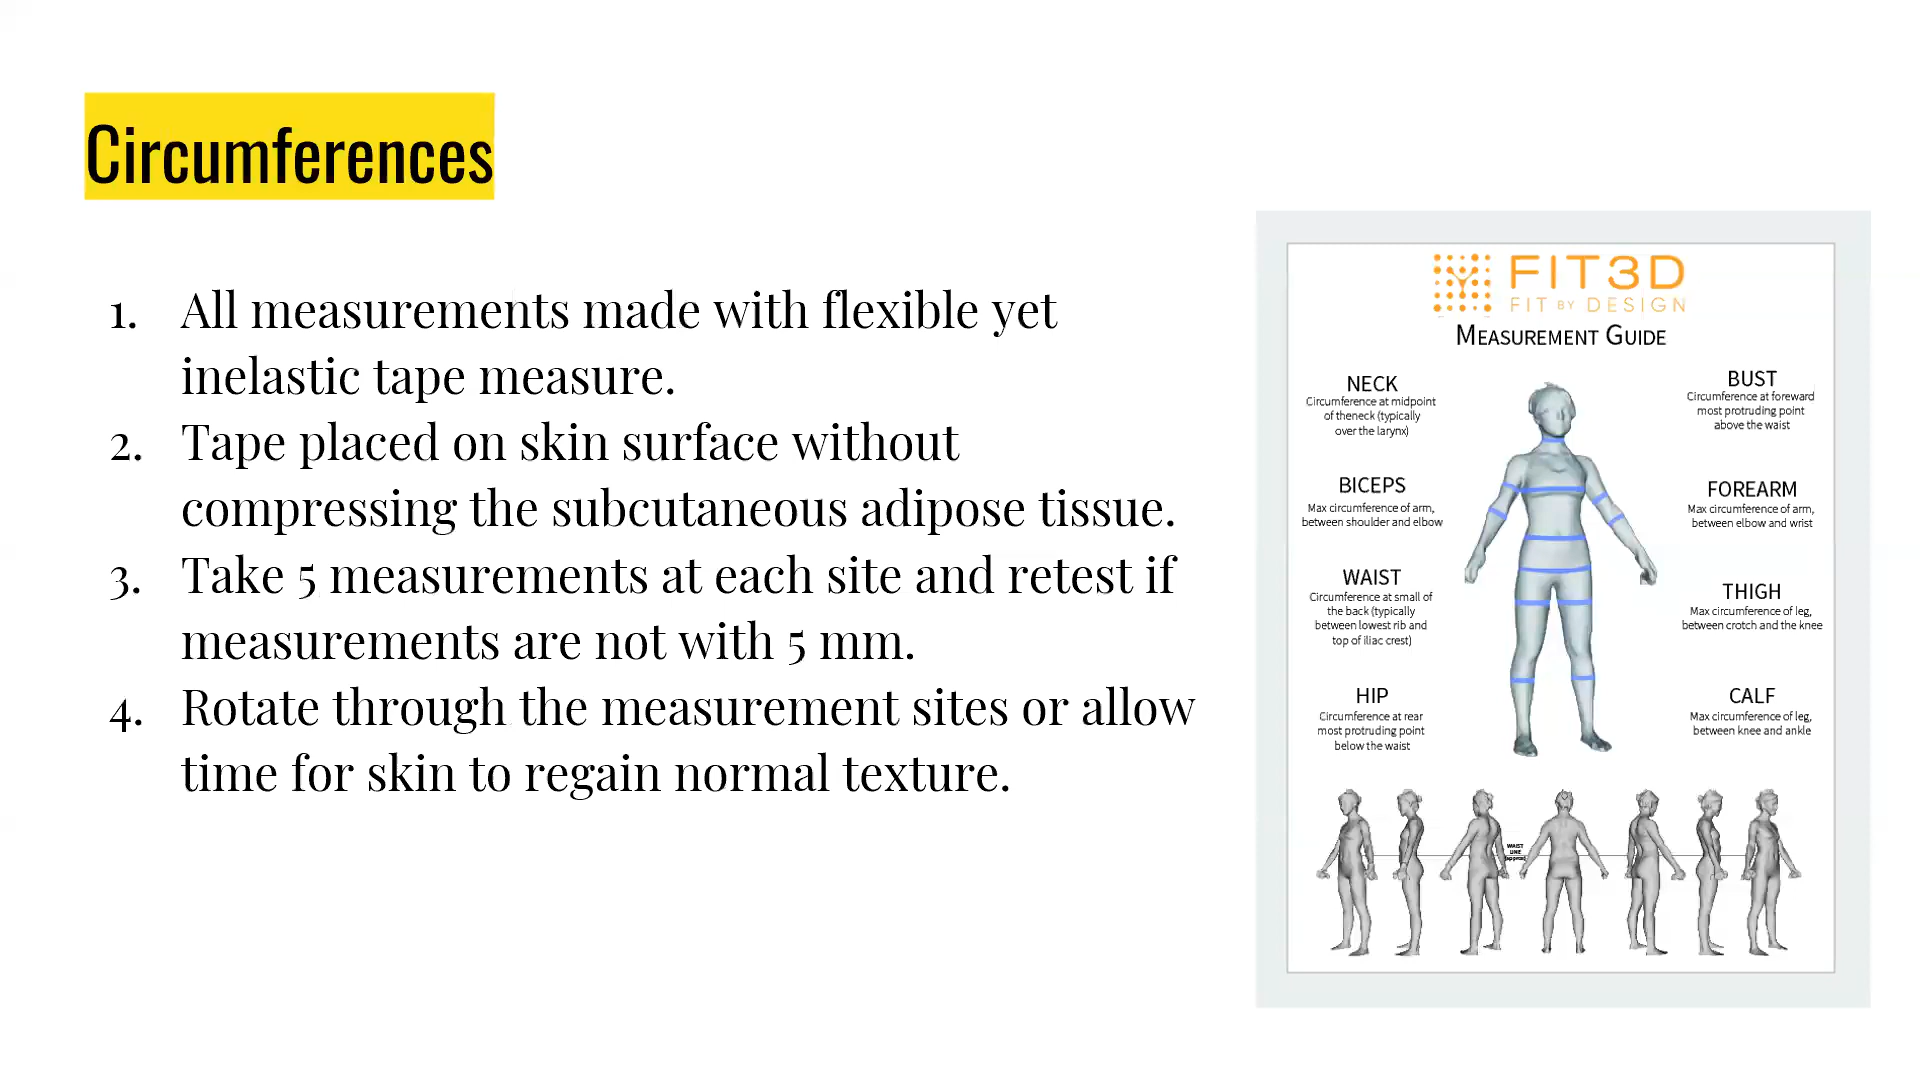 Circumferences
1. All measurements made with flexible yet
inelastic tape measure.
2. Tape placed on skin surface without
compressing the subcutaneous adipose tissue.
3. Take 5 measurements at each site and retest if
measurements are not with 5 mm.
4. Rotate through the measurement sites or allow
time for skin to regain normal texture.
FIT3D
FIT BY DESIGN
MEASUREMENT GUIDE
NECK
Circumference at midpoint
of theneck (typically
over the larynx)
BICEPS
Max circumference of arm,
between shoulder and elbow
WAIST
Circumference at small of
the back (typically
between lowest rib and
top of iliac crest)
HIP
Circumference at rear
most protruding point
below the waist
BUST
Circumference at foreward
most protruding point
above the waist
FOREARM
Max circumference of arm,
between elbow and wrist
THIGH
Max circumference of leg,
between crotch and the knee
CALF
Max circumference of leg,
between knee and ankle
WAIST
LINE
(approx)